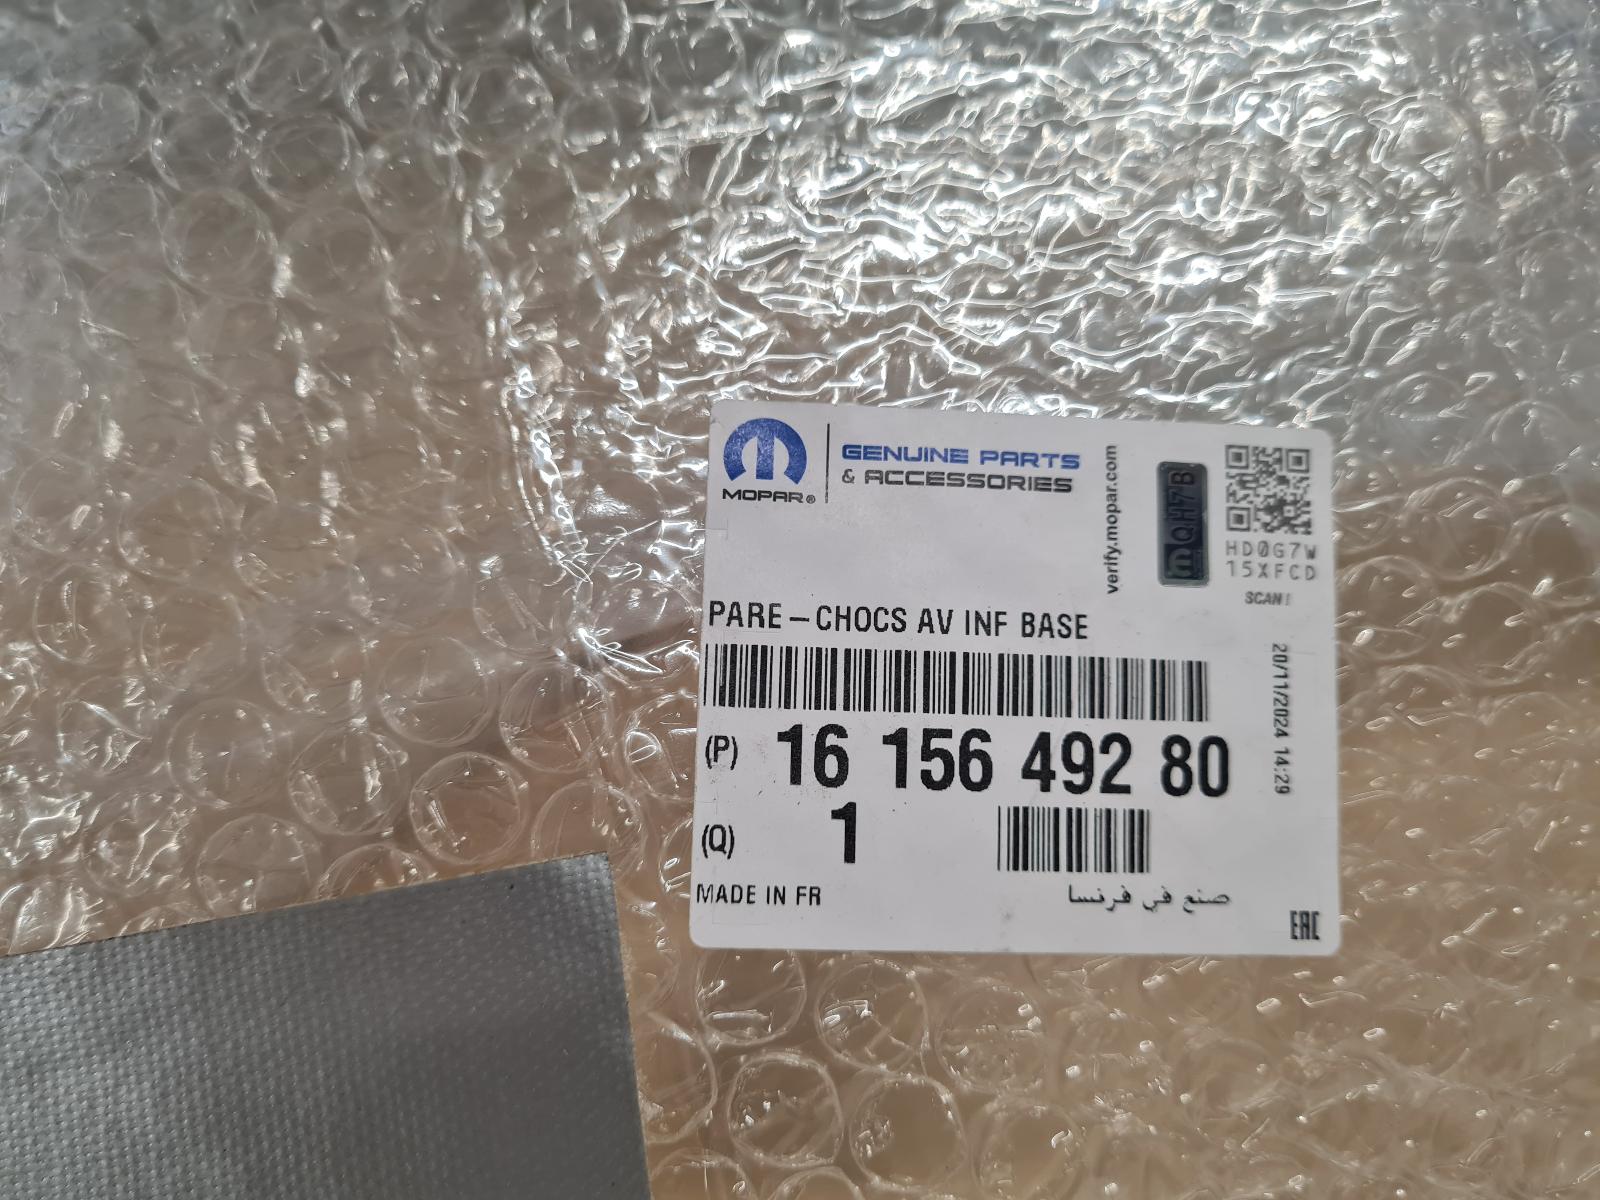 MOPAR®
GENUINE PARTS
& ACCESSORIES
verify.mopar.com
m QH7B
HD0G7W
15XFCD
SCAN!
PARE-CHOCS AV INF BASE
20/11/2024 14:29
(P) 16 156 492 80
(Q) 1
MADE IN FR
صنع في فرنسا
EAC